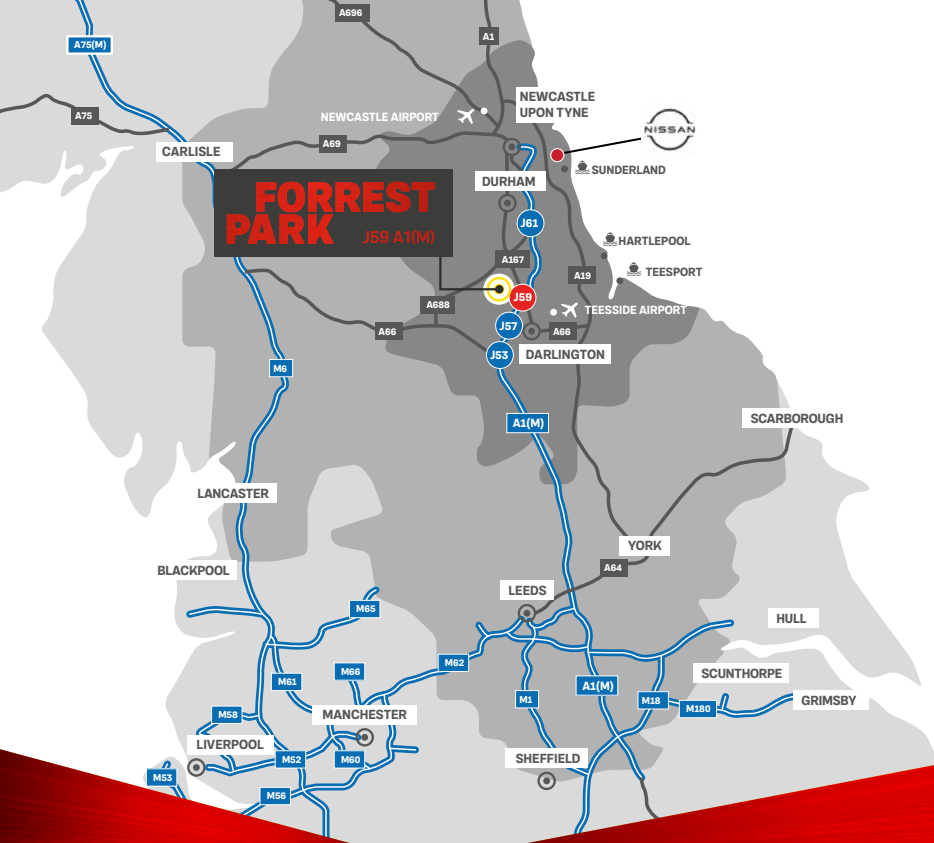 A696
A1
A75(M)
NEWCASTLE
UPON TYNE
A75
NEWCASTLE AIRPORT
NISSAN
A69
CARLISLE
SUNDERLAND
DURHAM
FORREST
PARK
J59 A1(M)
J61
HARTLEPOOL
A167
TEESPORT
A19
J59
A688
TEESSIDE AIRPORT
J57
A66
A66
J53
DARLINGTON
M6
A1(M)
SCARBOROUGH
LANCASTER
YORK
A64
BLACKPOOL
LEEDS
M65
HULL
M62
M66
SCUNTHORPE
M61
A1(M)
M1
M18
GRIMSBY
M180
M58
MANCHESTER
LIVERPOOL
M52
M60
SHEFFIELD
M53
M56